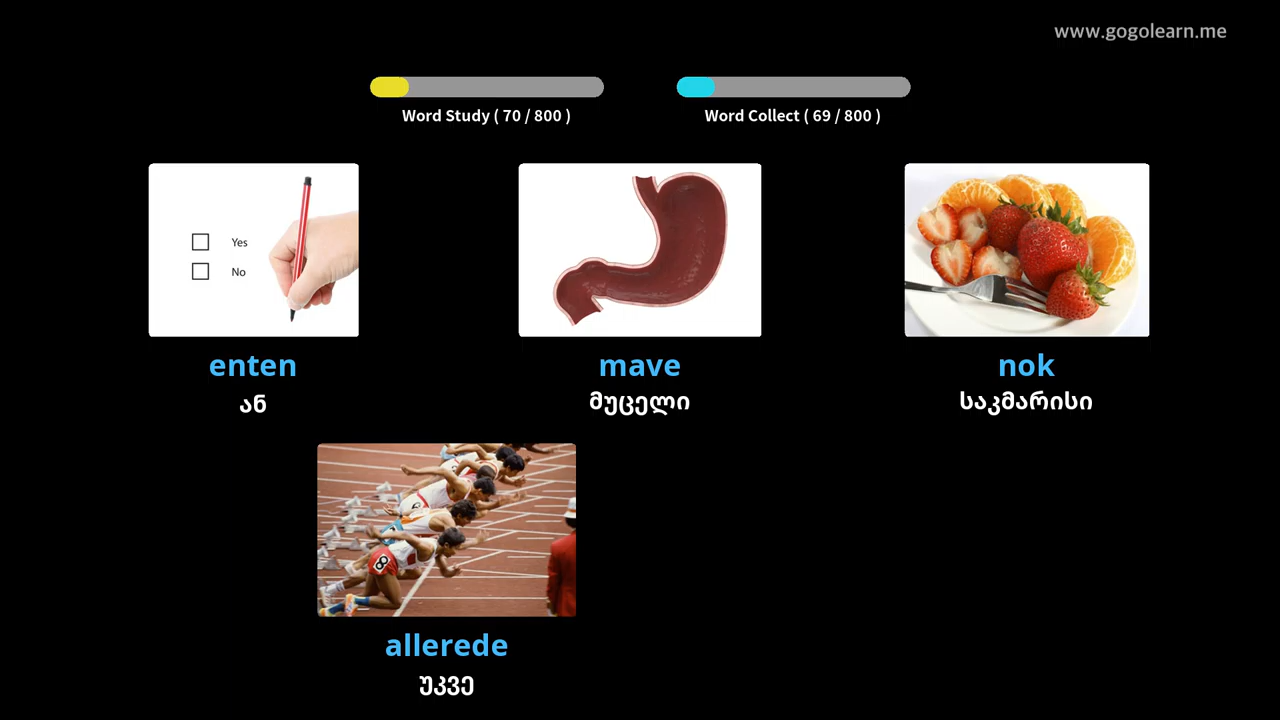 www.gogolearn.me
Word Study ( 70 / 800 )
Word Collect ( 69 / 800 )
Yes
No
enten
ან
mave
მუცელი
nok
საკმარისი
8
allerede
უკვე